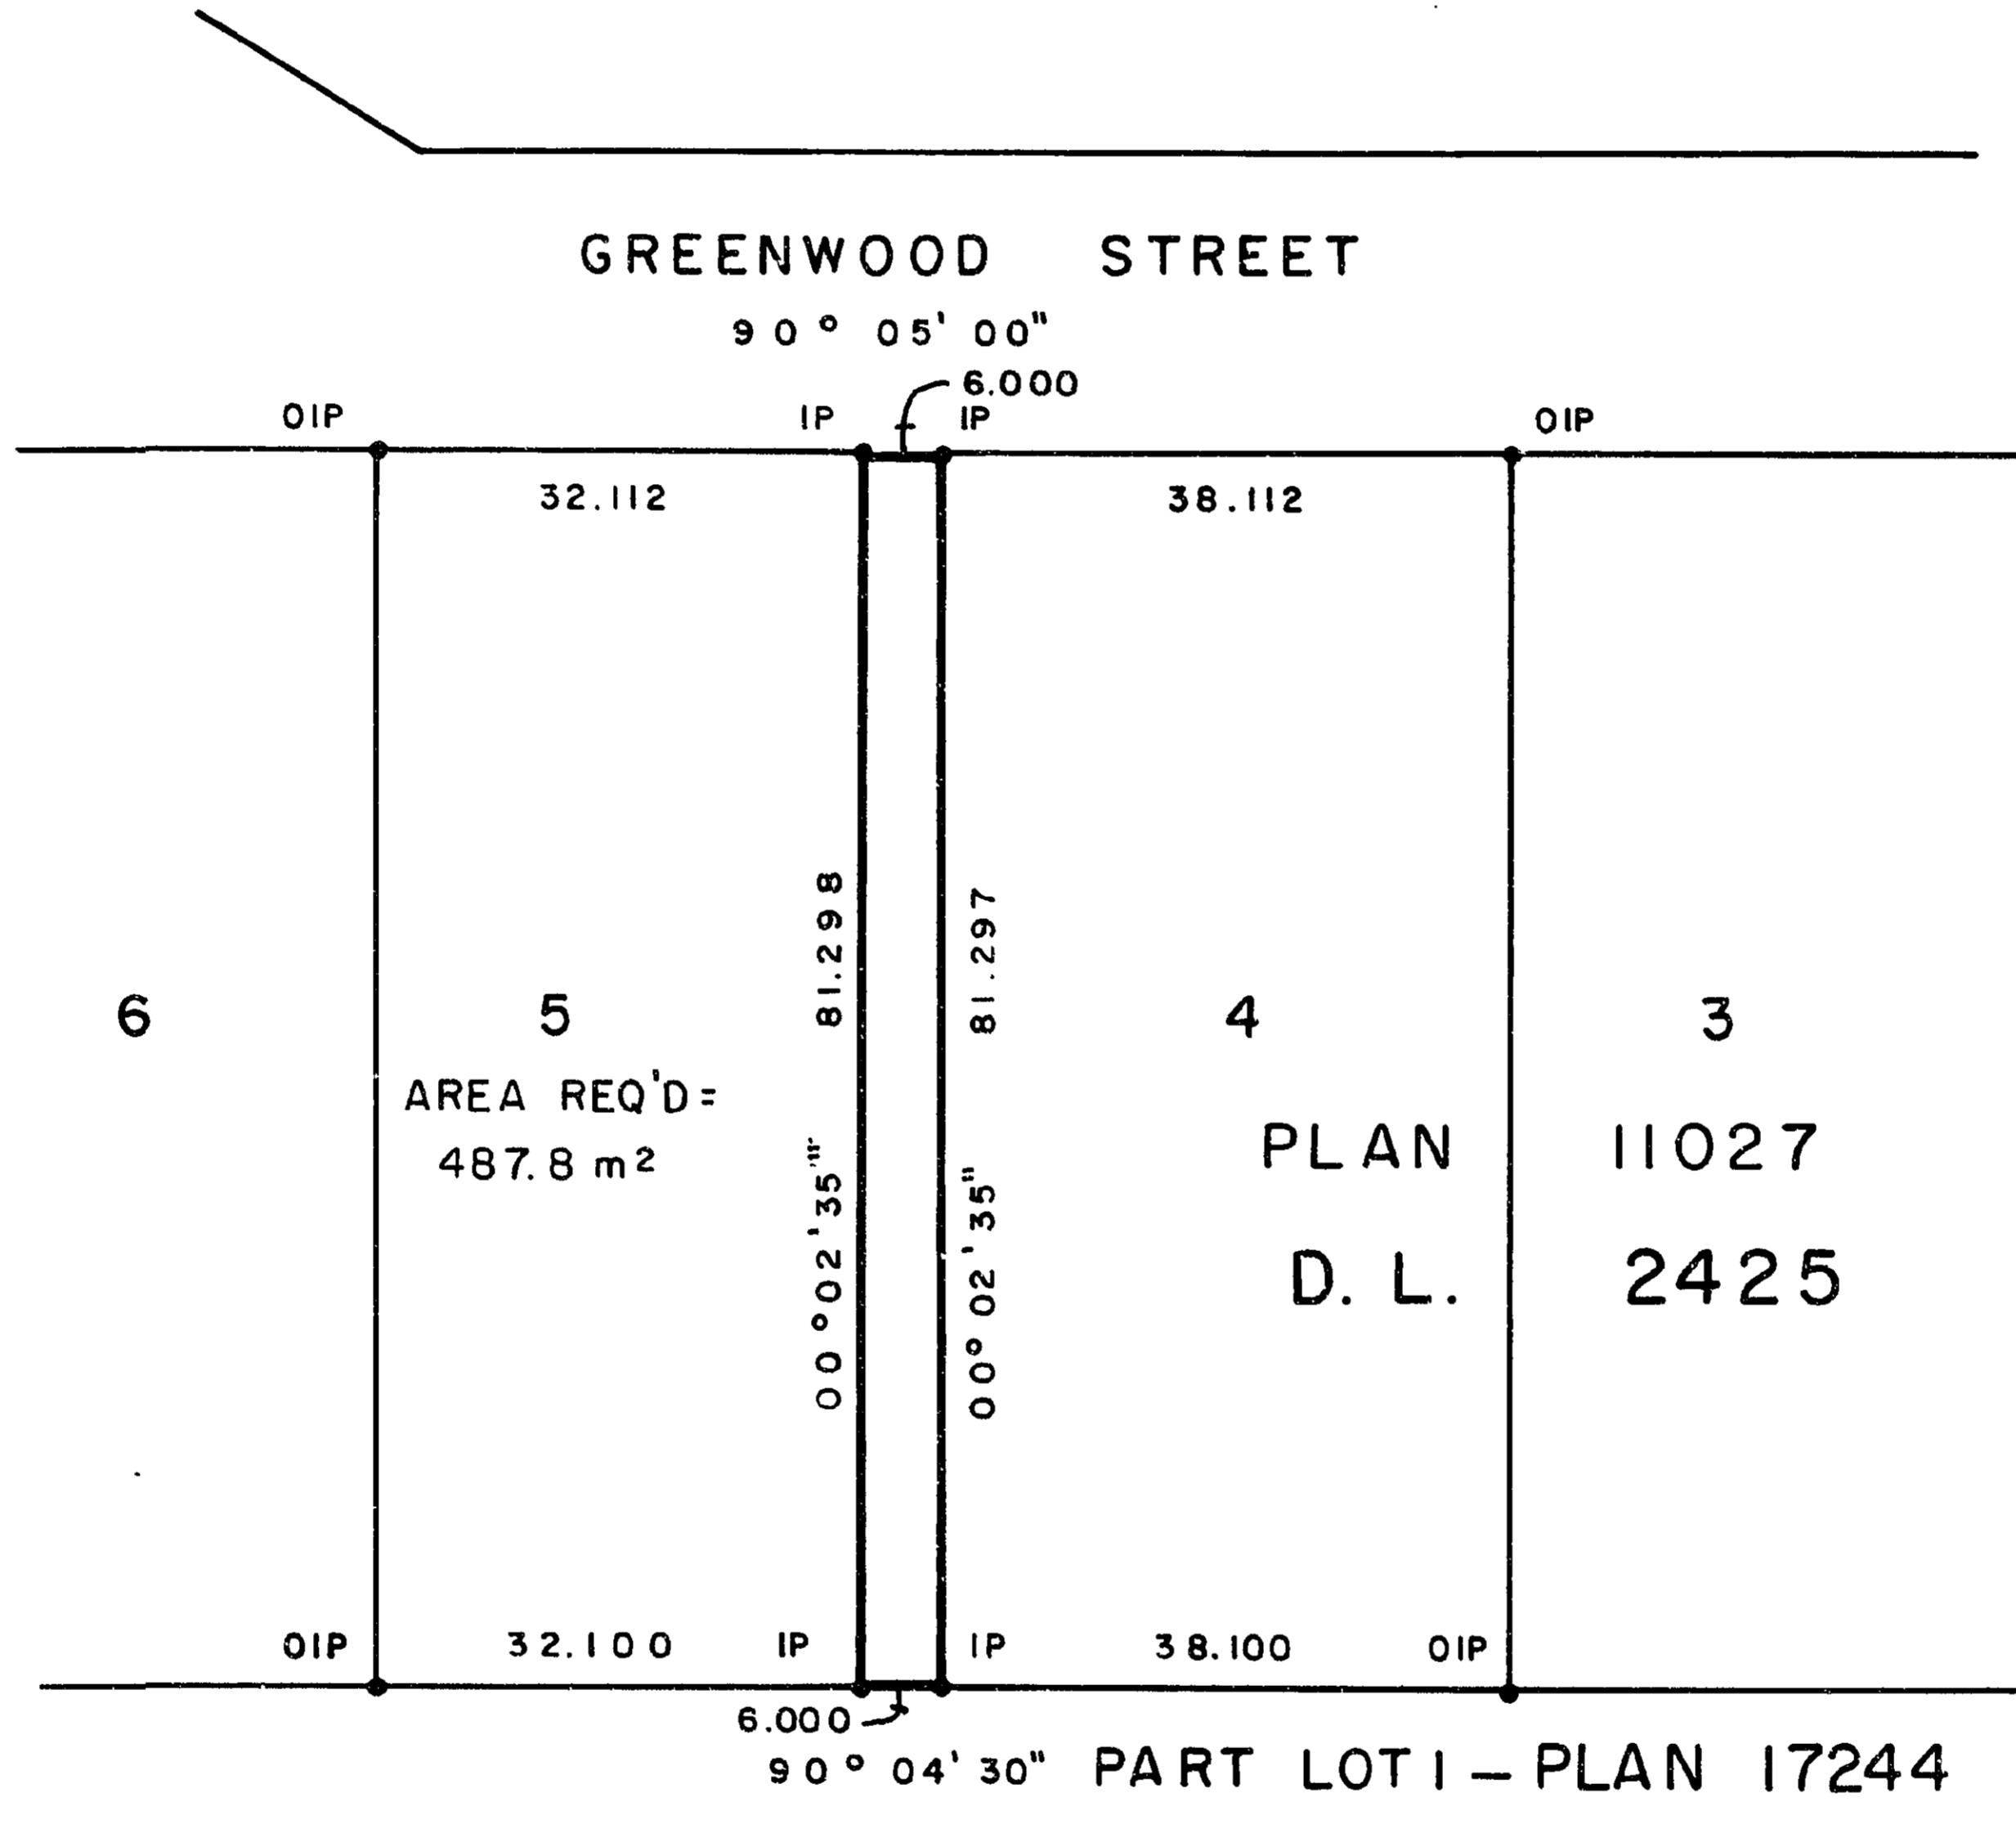 GREENWOOD STREET
90° 05' 00"
6.000
OIP IP IP OIP
32.112 38.112
81.298
81.297
6 5 4 3
AREA REQ'D=
487.8 m2
PLAN 11027
00°02'35"
00°02'35"
D. L. 2425
OIP 32.100 IP IP 38.100 OIP
6.000
90° 04' 30" PART LOT 1 – PLAN 17244